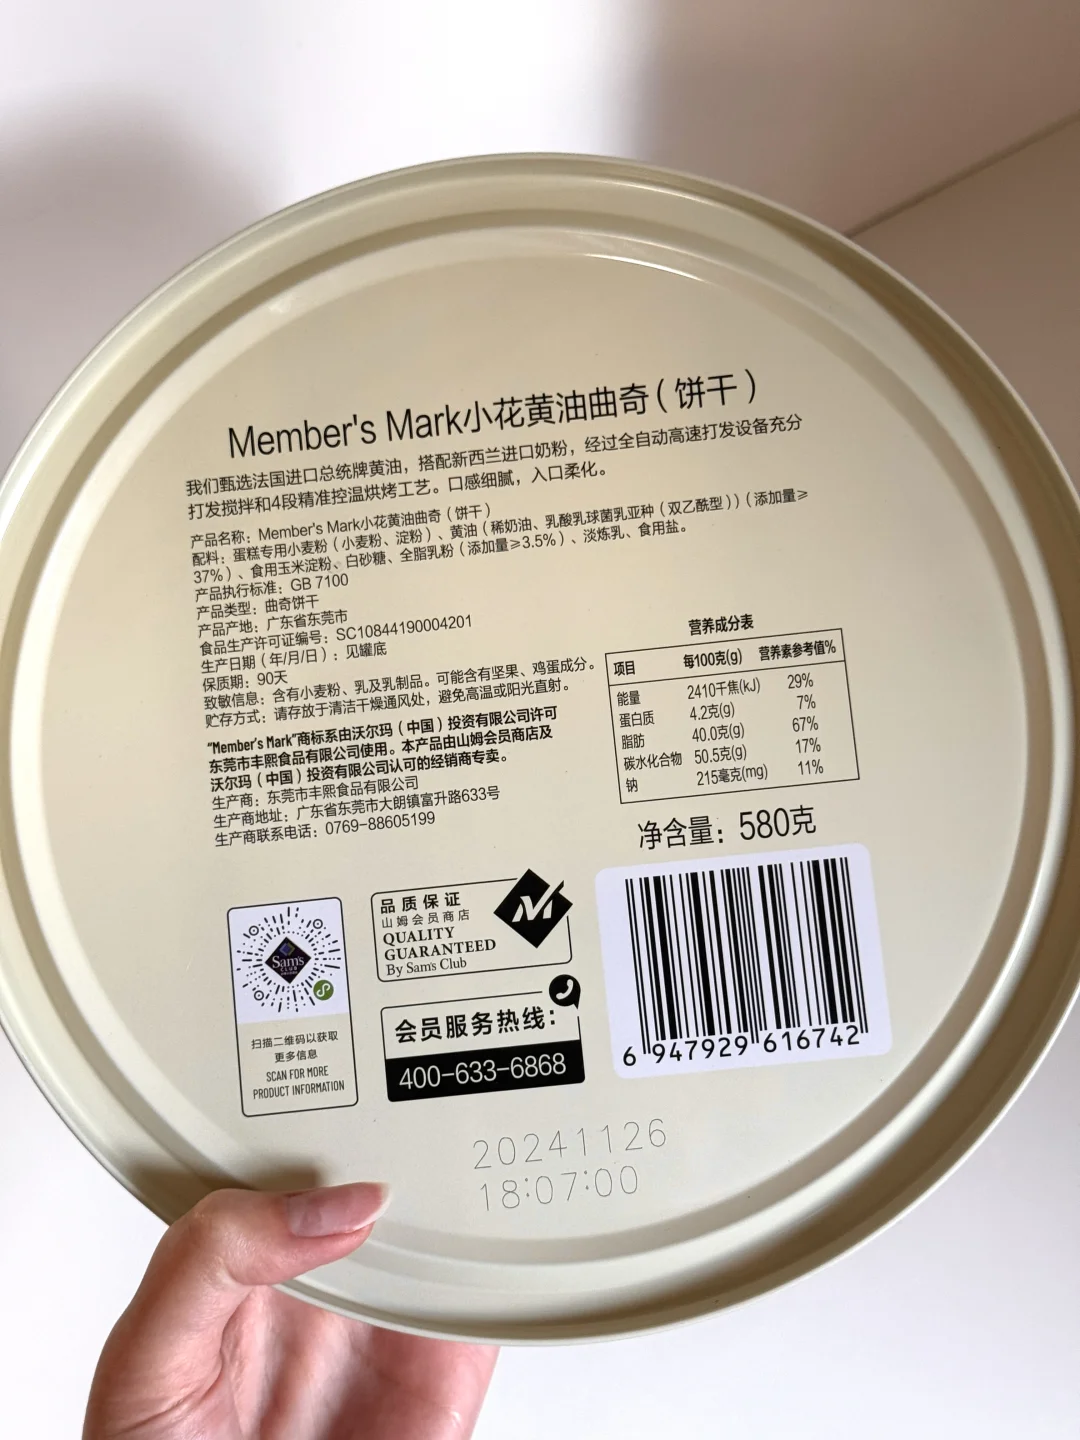 Member's Mark小花黄油曲奇（饼干）
我们甄选法国进口总统牌黄油，搭配新西兰进口奶粉，经过全自动高速打发设备充分
打发搅拌和4段精准控温烘烤工艺。口感细腻，入口柔化。
产品名称：Member's Mark小花黄油曲奇（饼干）
配料：蛋糕专用小麦粉（小麦粉、淀粉）、黄油（稀奶油、乳酸乳球菌乳亚种（双乙酰型））（添加量≥
37%）、食用玉米淀粉、白砂糖、全脂乳粉（添加量≥3.5%）、淡炼乳、食用盐。
产品执行标准：GB 7100
产品类型：曲奇饼干
产品产地：广东省东莞市
食品生产许可证编号：SC10844190004201
生产日期（年/月/日）：见罐底
保质期：90天
致敏信息：含有小麦粉、乳及乳制品。可能含有坚果、鸡蛋成分。
贮存方式：请存放于清洁干燥通风处，避免高温或阳光直射。
"Member's Mark"商标系由沃尔玛（中国）投资有限公司许可
东莞市丰熙食品有限公司使用。本产品由山姆会员商店及
沃尔玛（中国）投资有限公司认可的经销商专卖。
生产商：东莞市丰熙食品有限公司
生产商地址：广东省东莞市大朗镇富升路633号
生产商联系电话：0769-88605199
营养成分表
项目 每100克(g) 营养素参考值%
能量 2410千焦(kJ) 29%
蛋白质 4.2克(g) 7%
脂肪 40.0克(g) 67%
碳水化合物 50.5克(g) 17%
钠 215毫克(mg) 11%
净含量：580克
Sam's
CLUB
扫描二维码以获取
更多信息
SCAN FOR MORE
PRODUCT INFORMATION
品质保证
山姆会员商店
QUALITY
GUARANTEED
By Sam's Club
M
会员服务热线：
400-633-6868
6 947929 616742
20241126
18:07:00